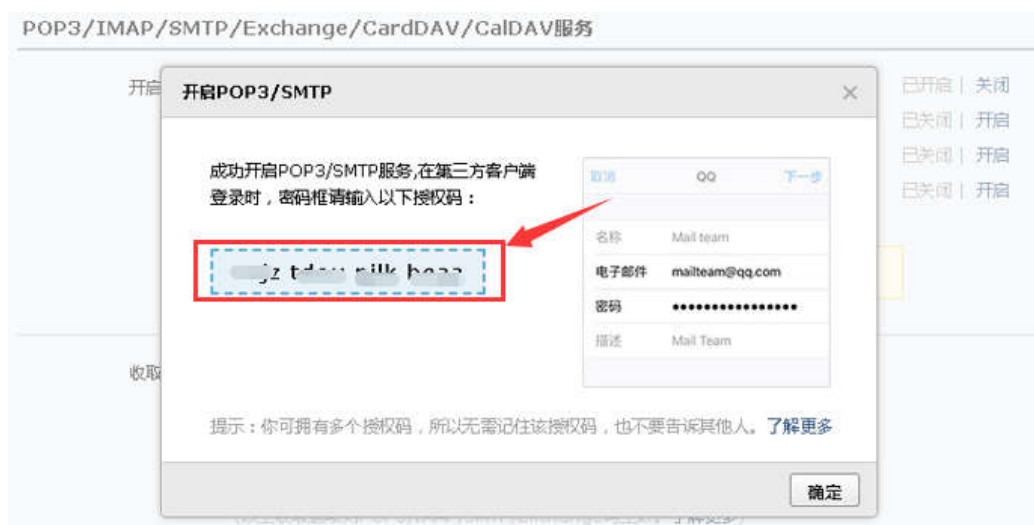 POP3/IMAP/SMTP/Exchange/CardDAV/CalDAV服务
开启
开启POP3/SMTP
×
已开启 | 关闭
已关闭 | 开启
已关闭 | 开启
已关闭 | 开启
成功开启POP3/SMTP服务,在第三方客户端
登录时，密码框请输入以下授权码：
取消 QQ 下一步
名称 Mail team
电子邮件 mailteam@qq.com
密码 ●●●●●●●●●●●●●●●●
描述 Mail Team
收取
提示：你可拥有多个授权码，所以无需记住该授权码，也不要告诉其他人。了解更多
确定